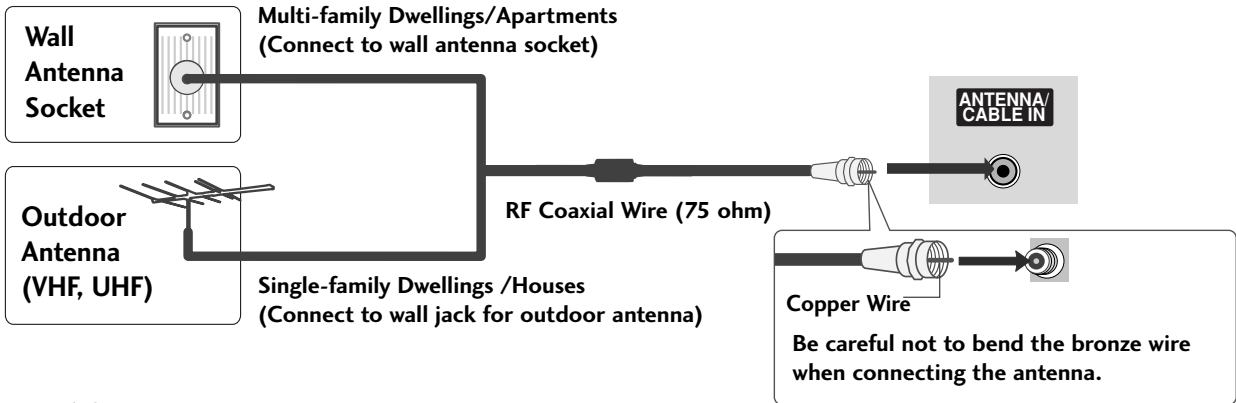 Multi-family Dwellings/Apartments
(Connect to wall antenna socket)
Wall
Antenna
Socket
ANTENNA/
CABLE IN
RF Coaxial Wire (75 ohm)
Outdoor
Antenna
(VHF, UHF)
Single-family Dwellings /Houses
(Connect to wall jack for outdoor antenna)
Copper Wire
Be careful not to bend the bronze wire
when connecting the antenna.